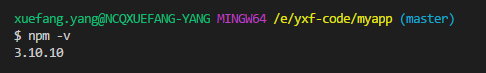 xuefang.yang@NCQXUEFANG-YANG MINGW64 /e/yxf-code/myapp (master)
$ npm -v
3.10.10